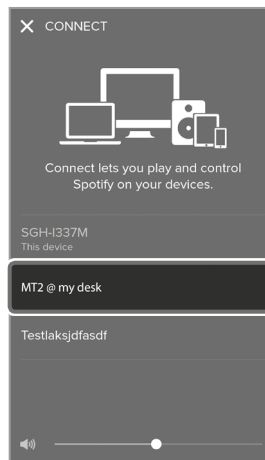 CONNECT
Connect lets you play and control
Spotify on your devices.
SGH-I337M
This device
MT2 @ my desk
Testlaksjdfasdf